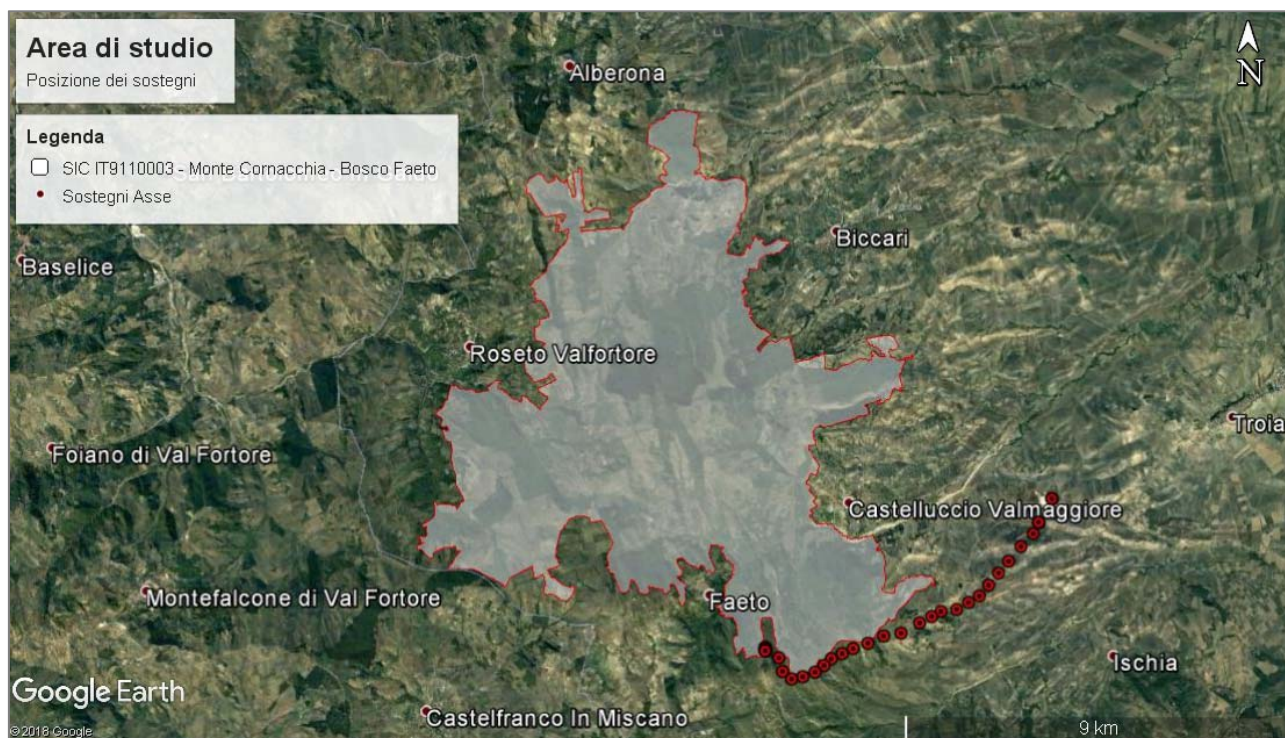 Area di studio
Posizione dei sostegni
Legenda
SIC IT9110003 - Monte Cornacchia - Bosco Faeto
Sostegni Asse
N
Alberona
Baselice
Biccari
Roseto Valfortore
Troia
Foiano di Val Fortore
Castelluccio Valmaggiore
Montefalcone di Val Fortore
Faeto
Ischia
Castelfranco In Miscano
Google Earth
©2018 Google
9 km